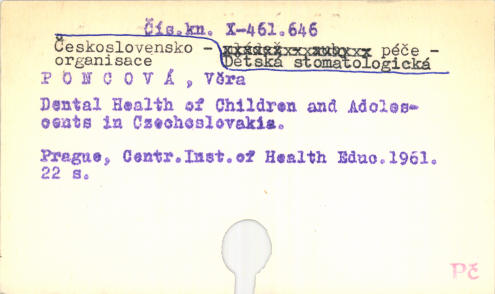 Čís.kn. X-461.646
Československo - péče -
organisace Dětská stomatologická
PONCOVÁ, Věra
Dental Health of Children and Adoles-
cents in Czechoslovakia.
Prague, Centr.Inst.of Health Educ.1961.
22 s.
Pč